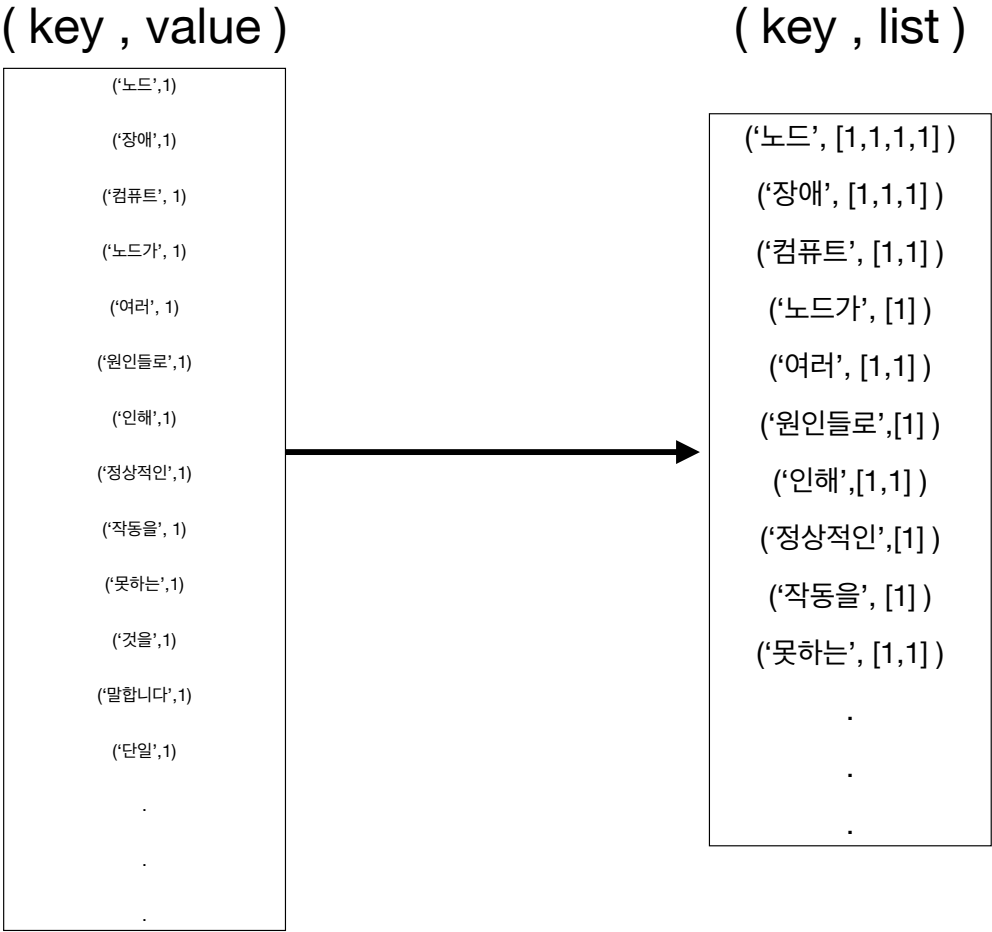 ( key , value )
(‘노드’,1)
(‘장애’,1)
(‘컴퓨트’, 1)
(‘노드가’, 1)
(‘여러’, 1)
(‘원인들로’,1)
(‘인해’,1)
(‘정상적인’,1)
(‘작동을’, 1)
(‘못하는’,1)
(‘것을’,1)
(‘말합니다’,1)
(‘단일’,1)
.
.
.
( key , list )
(‘노드’, [1,1,1,1] )
(‘장애’, [1,1,1] )
(‘컴퓨트’, [1,1] )
(‘노드가’, [1] )
(‘여러’, [1,1] )
(‘원인들로’,[1] )
(‘인해’,[1,1] )
(‘정상적인’,[1] )
(‘작동을’, [1] )
(‘못하는’, [1,1] )
.
.
.